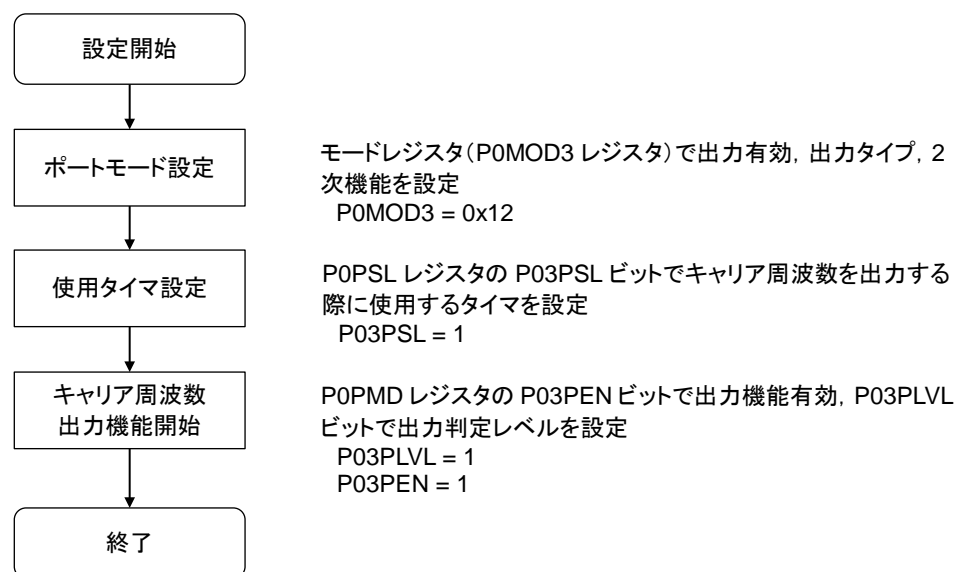 設定開始
ポートモード設定
モードレジスタ（P0MOD3 レジスタ）で出力有効，出力タイプ，2
次機能を設定
P0MOD3 = 0x12
使用タイマ設定
P0PSL レジスタの P03PSL ビットでキャリア周波数を出力する
際に使用するタイマを設定
P03PSL = 1
キャリア周波数
出力機能開始
P0PMD レジスタの P03PEN ビットで出力機能有効，P03PLVL
ビットで出力判定レベルを設定
P03PLVL = 1
P03PEN = 1
終了